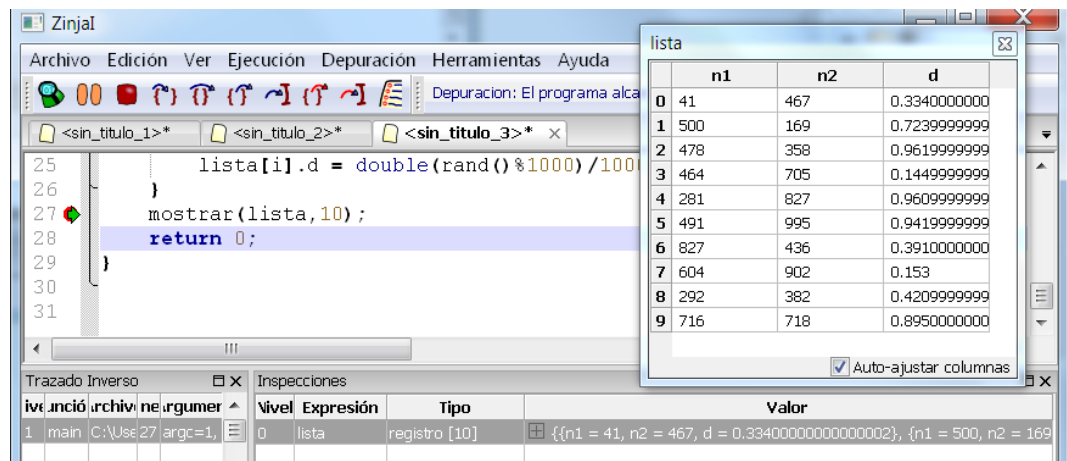 ZinjaI
Archivo Edición Ver Ejecución Depuración Herramientas Ayuda
Depuracion: El programa alca
<sin_titulo_1>* <sin_titulo_2>* <sin_titulo_3>*
25 lista[i].d = double(rand()%1000)/100
26 }
27 mostrar(lista,10);
28 return 0;
29 }
30
31
lista
n1 n2 d
0 41 467 0.3340000000
1 500 169 0.7239999999
2 478 358 0.9619999999
3 464 705 0.1449999999
4 281 827 0.9609999999
5 491 995 0.9419999999
6 827 436 0.3910000000
7 604 902 0.153
8 292 382 0.4209999999
9 716 718 0.8950000000
Auto-ajustar columnas
Trazado Inverso
ive unció rchiv ne rgumer
1 main C:\Use 27 argc=1,
Inspecciones
Nivel Expresión Tipo Valor
0 lista registro [10] {{n1 = 41, n2 = 467, d = 0.33400000000000002}, {n1 = 500, n2 = 169